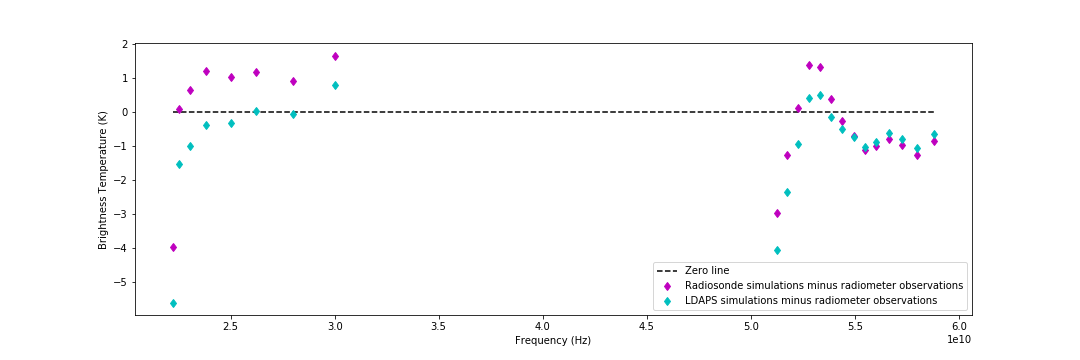 2
1
0
−1
−2
−3
−4
−5
Brightness Temperature (K)
Zero line
Radiosonde simulations minus radiometer observations
LDAPS simulations minus radiometer observations
2.5 3.0 3.5 4.0 4.5 5.0 5.5 6.0
1e10
Frequency (Hz)